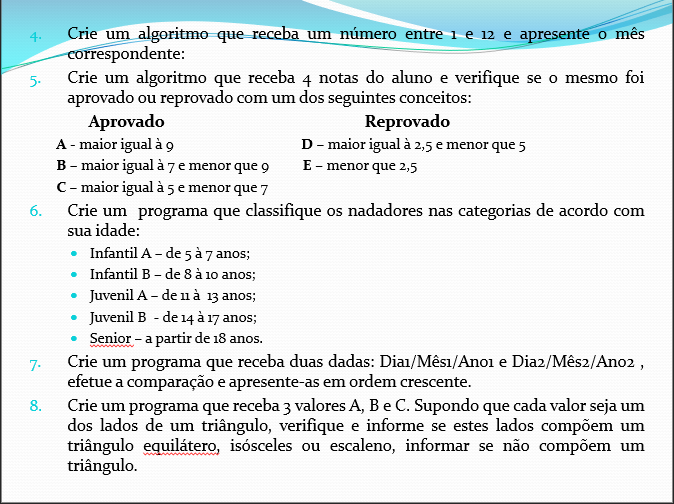 4. Crie um algoritmo que receba um número entre 1 e 12 e apresente o mês
correspondente:
5. Crie um algoritmo que receba 4 notas do aluno e verifique se o mesmo foi
aprovado ou reprovado com um dos seguintes conceitos:
Aprovado Reprovado
A - maior igual à 9 D – maior igual à 2,5 e menor que 5
B – maior igual à 7 e menor que 9 E – menor que 2,5
C – maior igual à 5 e menor que 7
6. Crie um programa que classifique os nadadores nas categorias de acordo com
sua idade:
• Infantil A – de 5 à 7 anos;
• Infantil B – de 8 à 10 anos;
• Juvenil A – de 11 à 13 anos;
• Juvenil B - de 14 à 17 anos;
• Senior – a partir de 18 anos.
7. Crie um programa que receba duas dadas: Dia1/Mês1/Ano1 e Dia2/Mês2/Ano2 ,
efetue a comparação e apresente-as em ordem crescente.
8. Crie um programa que receba 3 valores A, B e C. Supondo que cada valor seja um
dos lados de um triângulo, verifique e informe se estes lados compõem um
triângulo equilátero, isósceles ou escaleno, informar se não compõem um
triângulo.